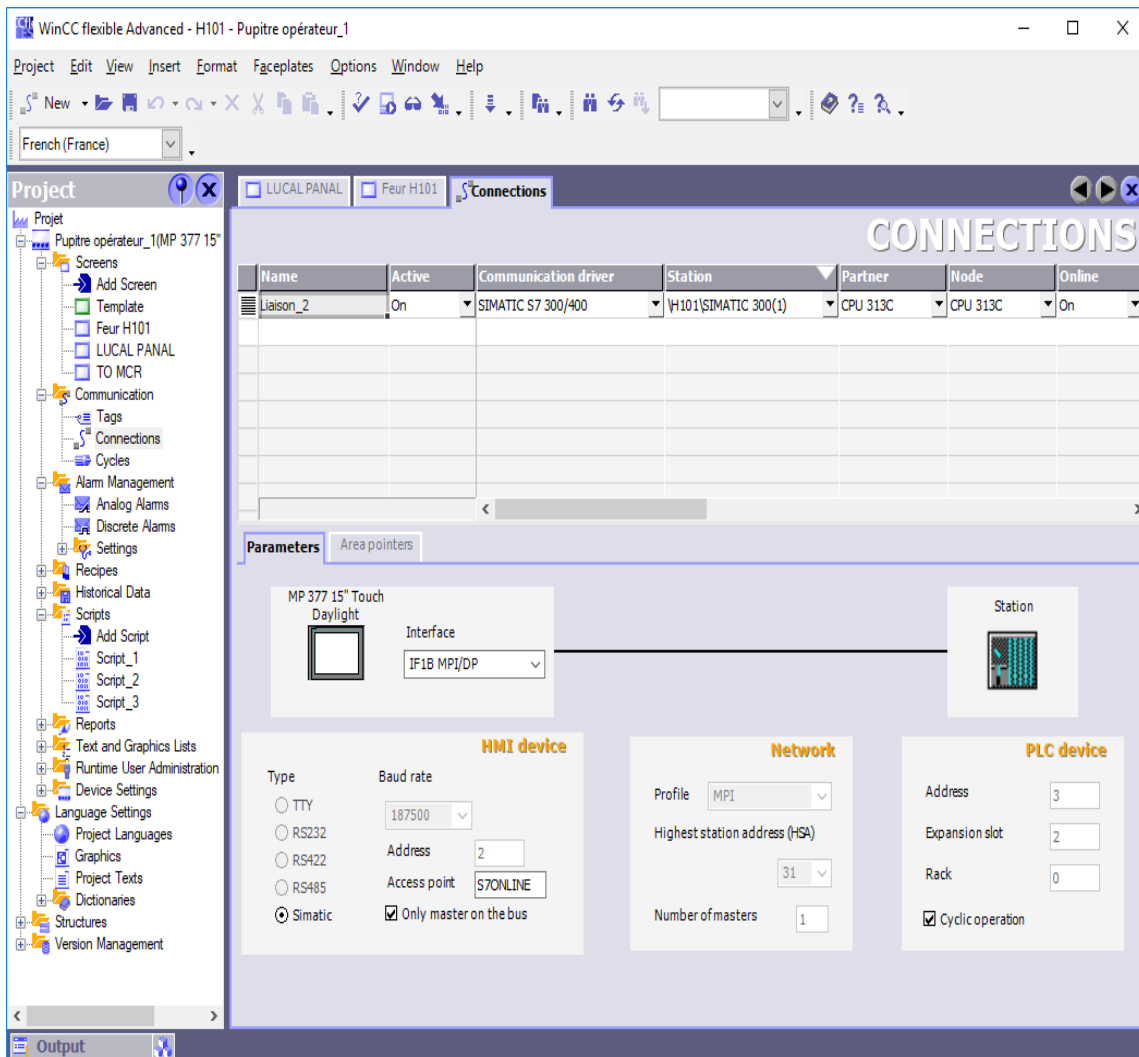 WinCC flexible Advanced - H101 - Pupitre opérateur_1
Project Edit View Insert Format Faceplates Options Window Help
New
French (France)
Project
Projet
Pupitre opérateur_1(MP 377 15"
Screens
Add Screen
Template
Feur H101
LUCAL PANAL
TO MCR
Communication
Tags
Connections
Cycles
Alarm Management
Analog Alarms
Discrete Alarms
Settings
Recipes
Historical Data
Scripts
Add Script
Script_1
Script_2
Script_3
Reports
Text and Graphics Lists
Runtime User Administration
Device Settings
Language Settings
Project Languages
Graphics
Project Texts
Dictionaries
Structures
Version Management
Output
LUCAL PANAL Feur H101 Connections
CONNECTIONS
Name Active Communication driver Station Partner Node Online
Liaison_2 On SIMATIC S7 300/400 \H101\SIMATIC 300(1) CPU 313C CPU 313C On
Parameters Area pointers
MP 377 15" Touch
Daylight
Interface
IF1B MPI/DP
Station
HMI device
Type Baud rate
TTY
187500
RS232
RS422
Address 2
RS485
Access point S7ONLINE
Simatic Only master on the bus
Network
Profile MPI
Highest station address (HSA)
31
Number of masters 1
PLC device
Address 3
Expansion slot 2
Rack 0
Cyclic operation